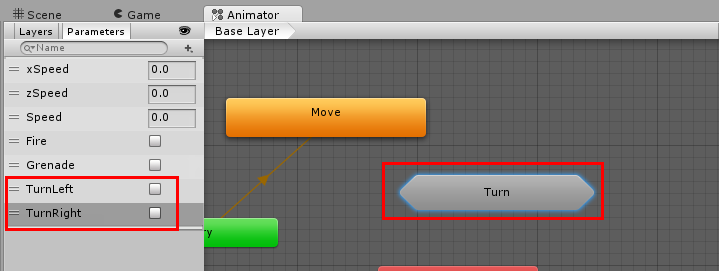 Scene Game Animator
Layers Parameters Base Layer
Name
xSpeed 0.0
zSpeed 0.0
Speed 0.0
Move
Fire
Grenade
TurnLeft
Turn
TurnRight
ry